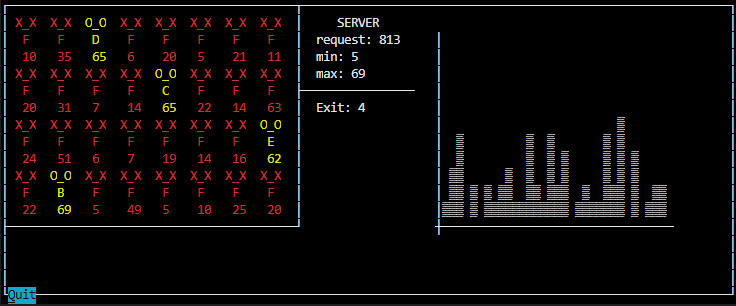 X_X X_X O_O X_X X_X X_X X_X X_X
F F D F F F F F
10 35 65 6 20 5 21 11
X_X X_X X_X X_X O_O X_X X_X X_X
F F F F C F F F
20 31 7 14 65 22 14 63
X_X X_X X_X X_X X_X X_X X_X O_O
F F F F F F F E
24 51 6 7 19 14 16 62
X_X O_O X_X X_X X_X X_X X_X X_X
F B F F F F F F
22 69 5 49 5 10 25 20
SERVER
request: 813
min: 5
max: 69
Exit: 4
Quit